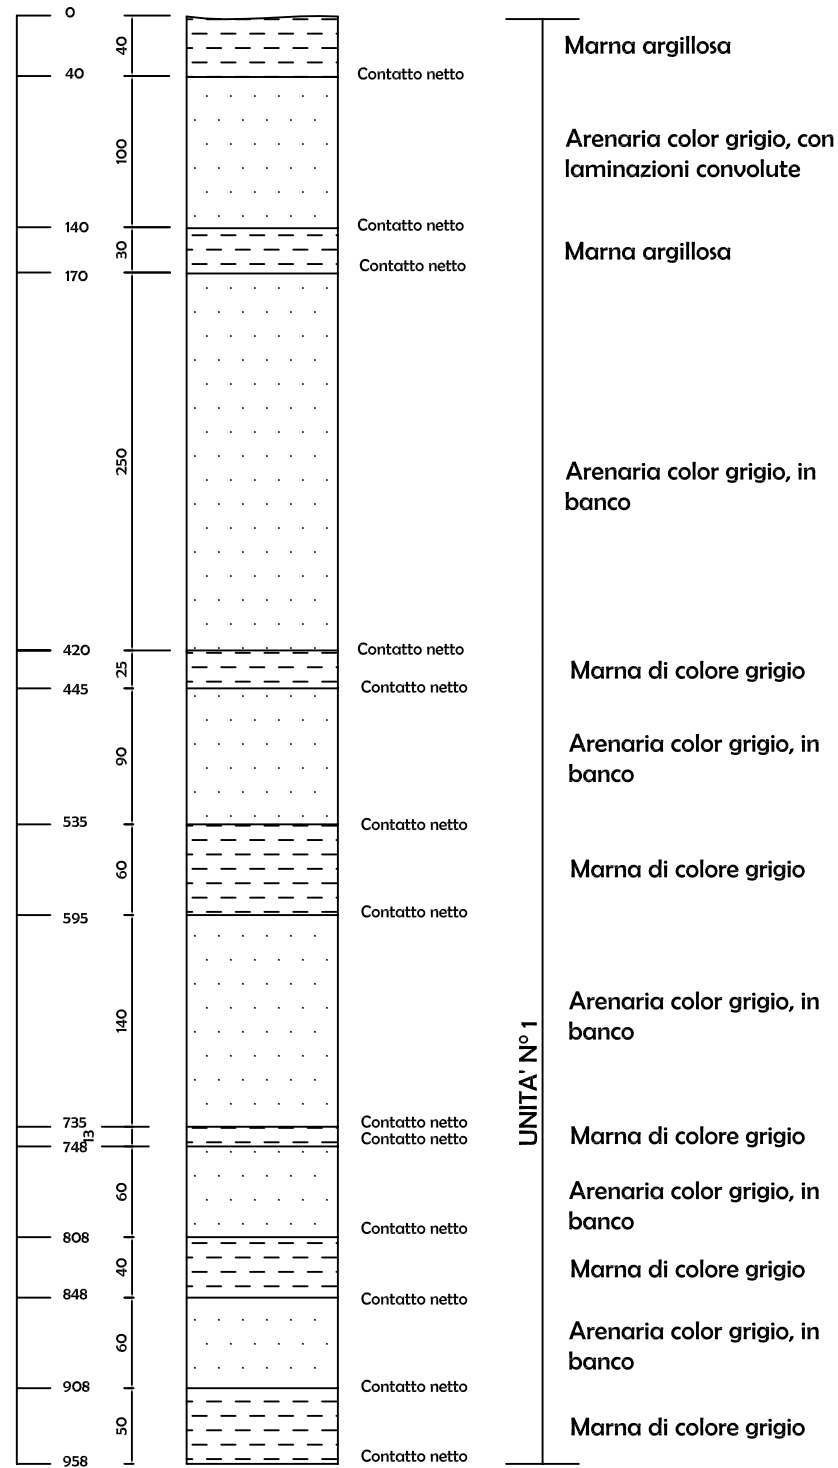 0
40
Marna argillosa
40
Contatto netto
100
Arenaria color grigio, con
laminazioni convolute
140
Contatto netto
30
Marna argillosa
170
Contatto netto
250
Arenaria color grigio, in
banco
420
Contatto netto
25
Marna di colore grigio
445
Contatto netto
90
Arenaria color grigio, in
banco
535
Contatto netto
60
Marna di colore grigio
595
Contatto netto
140
Arenaria color grigio, in
banco
UNITA' N° 1
735
Contatto netto
13
Marna di colore grigio
748
Contatto netto
60
Arenaria color grigio, in
banco
808
Contatto netto
40
Marna di colore grigio
848
Contatto netto
60
Arenaria color grigio, in
banco
908
Contatto netto
50
Marna di colore grigio
958
Contatto netto